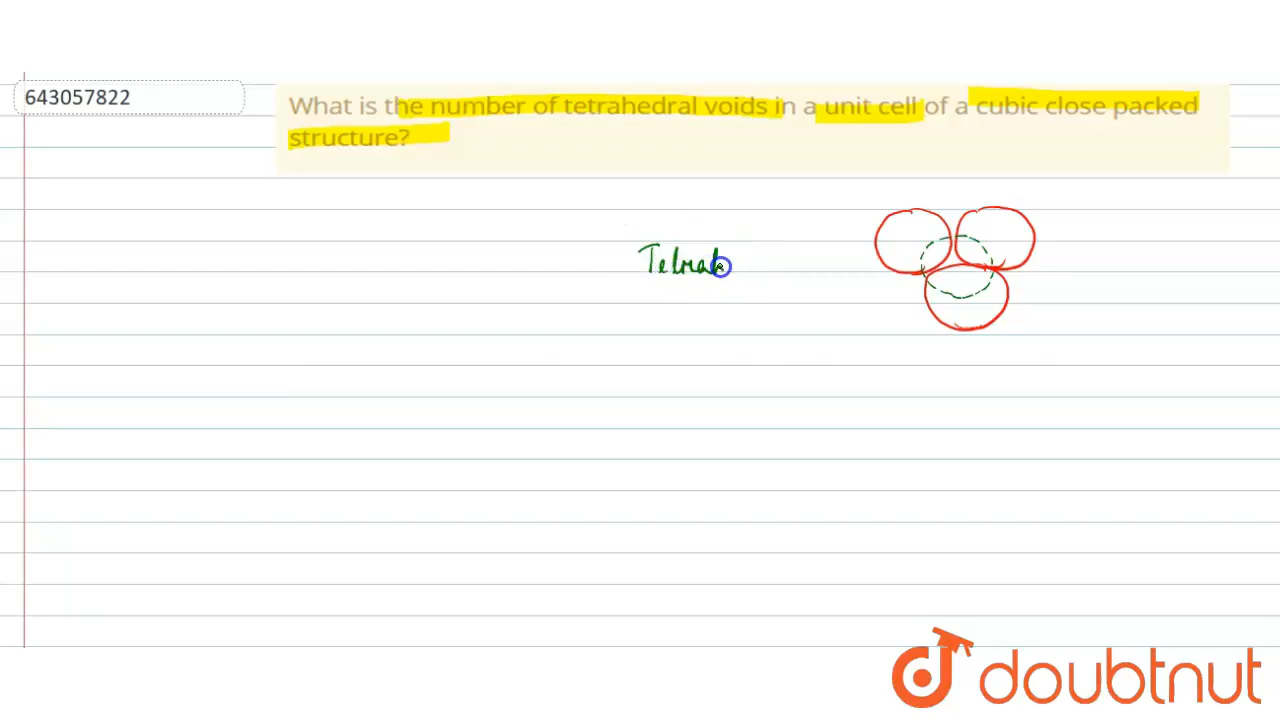 643057822
What is the number of tetrahedral voids in a unit cell of a cubic close packed
structure?
Tetrah
doubtnut